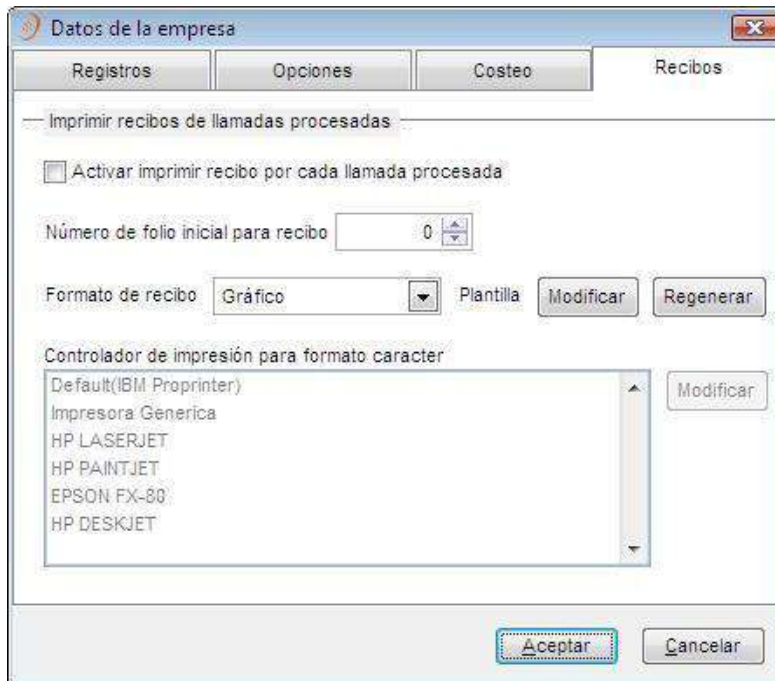 Datos de la empresa
Registros Opciones Costeo Recibos
Imprimir recibos de llamadas procesadas
Activar imprimir recibo por cada llamada procesada
Número de folio inicial para recibo 0
Formato de recibo Gráfico Plantilla Modificar Regenerar
Controlador de impresión para formato caracter
Default(IBM Proprinter) Modificar
Impresora Generica
HP LASERJET
HP PAINTJET
EPSON FX-80
HP DESKJET
Aceptar Cancelar